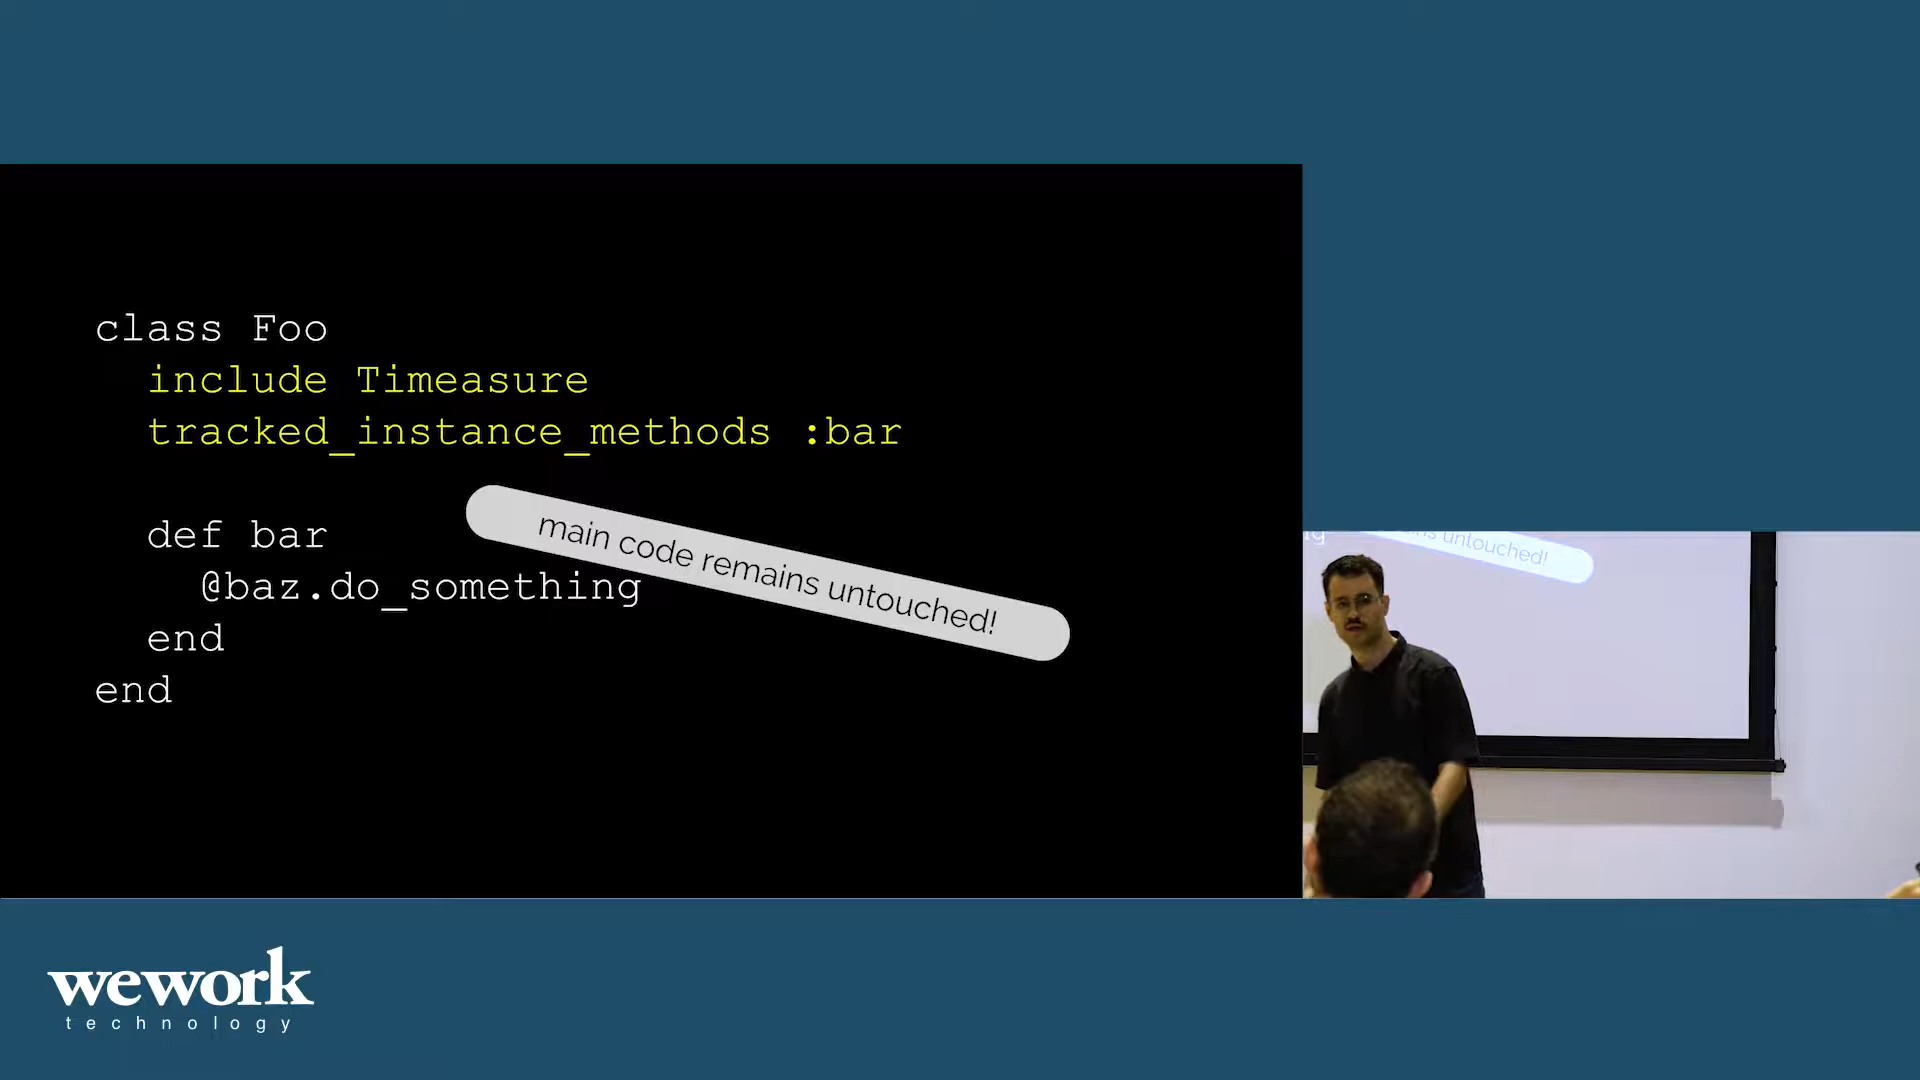 class Foo
include Timeasure
tracked_instance_methods :bar
def bar
@baz.do_something
end
end
main code remains untouched!
untouched!
wework
technology